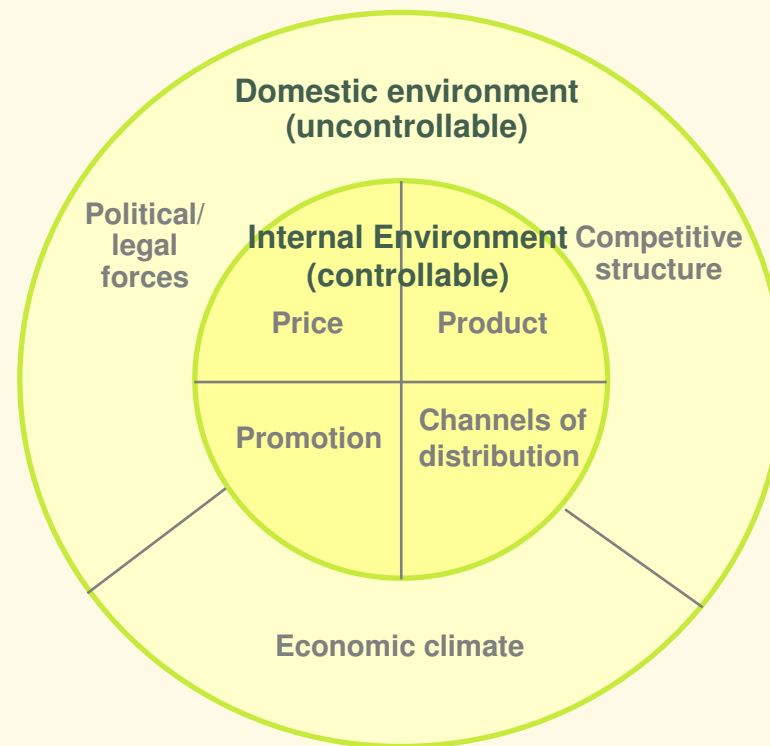 Domestic environment
(uncontrollable)
Political/
legal
forces
Internal Environment
(controllable)
Competitive
structure
Price
Product
Promotion
Channels of
distribution
Economic climate